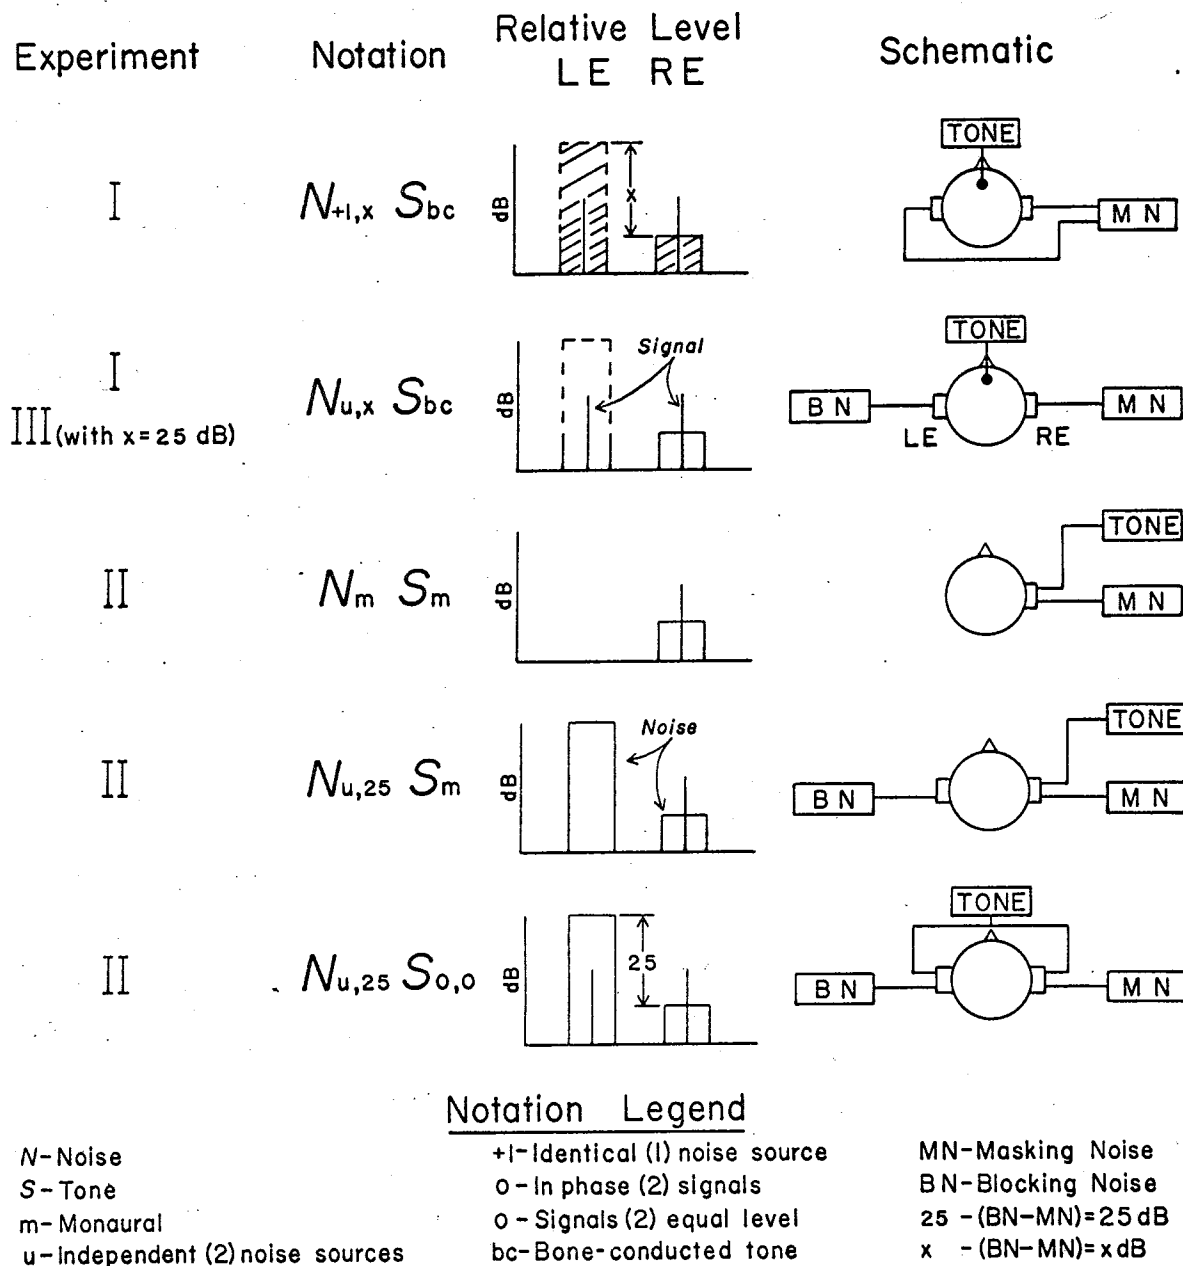 Experiment Notation Relative Level Schematic
LE RE
TONE
I N+1,x Sbc dB x M N
TONE
I Signal
N u,x Sbc dB B N M N
III (with x=25 dB) LE RE
TONE
II Nm Sm dB M N
TONE
Noise
II Nu,25 Sm dB B N M N
TONE
25
II Nu,25 So,o dB B N M N
Notation Legend
N-Noise +1-Identical (1) noise source MN-Masking Noise
S-Tone o-In phase (2) signals BN-Blocking Noise
m-Monaural o-Signals (2) equal level 25 -(BN-MN)=25 dB
u-Independent (2) noise sources bc-Bone-conducted tone x -(BN-MN)=x dB